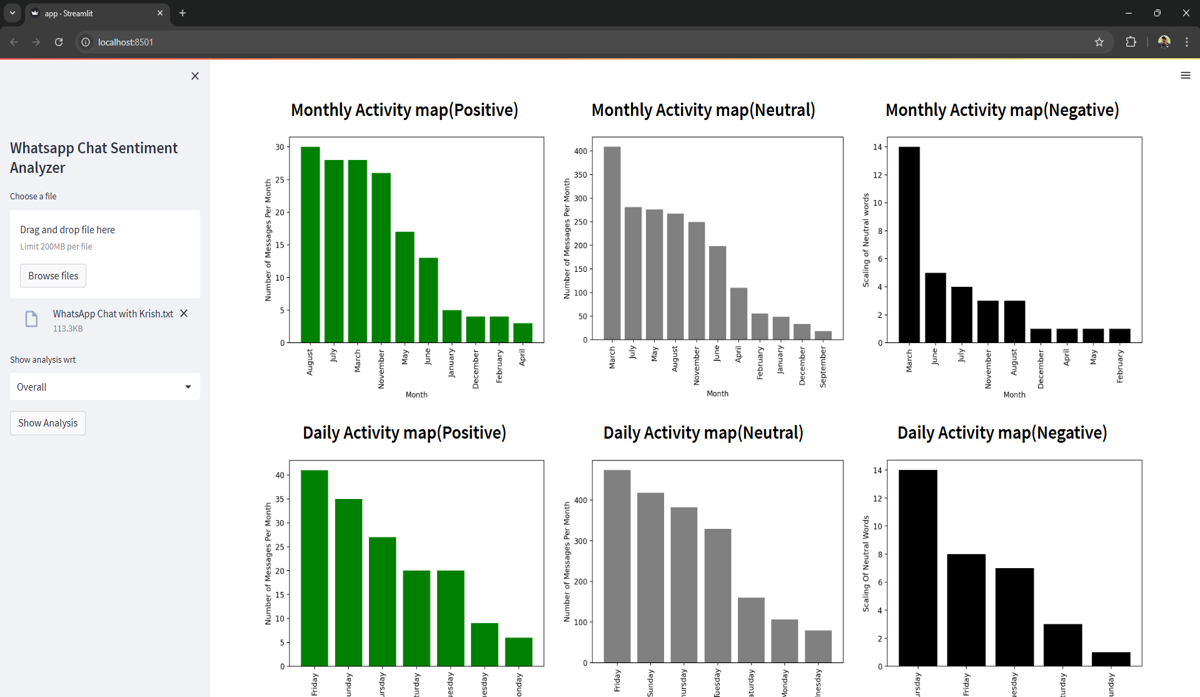 app · Streamlit
localhost:8501
Whatsapp Chat Sentiment
Analyzer
Choose a file
Drag and drop file here
Limit 200MB per file
Browse files
WhatsApp Chat with Krish.txt
113.3KB
Show analysis wrt
Overall
Show Analysis
Monthly Activity map(Positive)
Number of Messages Per Month
30
25
20
15
10
5
0
August
July
March
November
May
June
January
December
February
April
Month
Monthly Activity map(Neutral)
Number of Messages Per Month
400
350
300
250
200
150
100
50
0
March
July
May
August
November
June
April
February
January
December
September
Month
Monthly Activity map(Negative)
Scaling of Neutral words
14
12
10
8
6
4
2
0
March
June
July
November
August
December
April
May
February
Month
Daily Activity map(Positive)
Number of Messages Per Month
40
35
30
25
20
15
10
5
0
Friday
unday
ursday
turday
esday
nesday
onday
Daily Activity map(Neutral)
Number of Messages Per Month
400
300
200
100
0
Friday
Sunday
hursday
uesday
aturday
Monday
nesday
Daily Activity map(Negative)
Scaling Of Neutral Words
14
12
10
8
6
4
2
0
ursday
Friday
esday
turday
unday